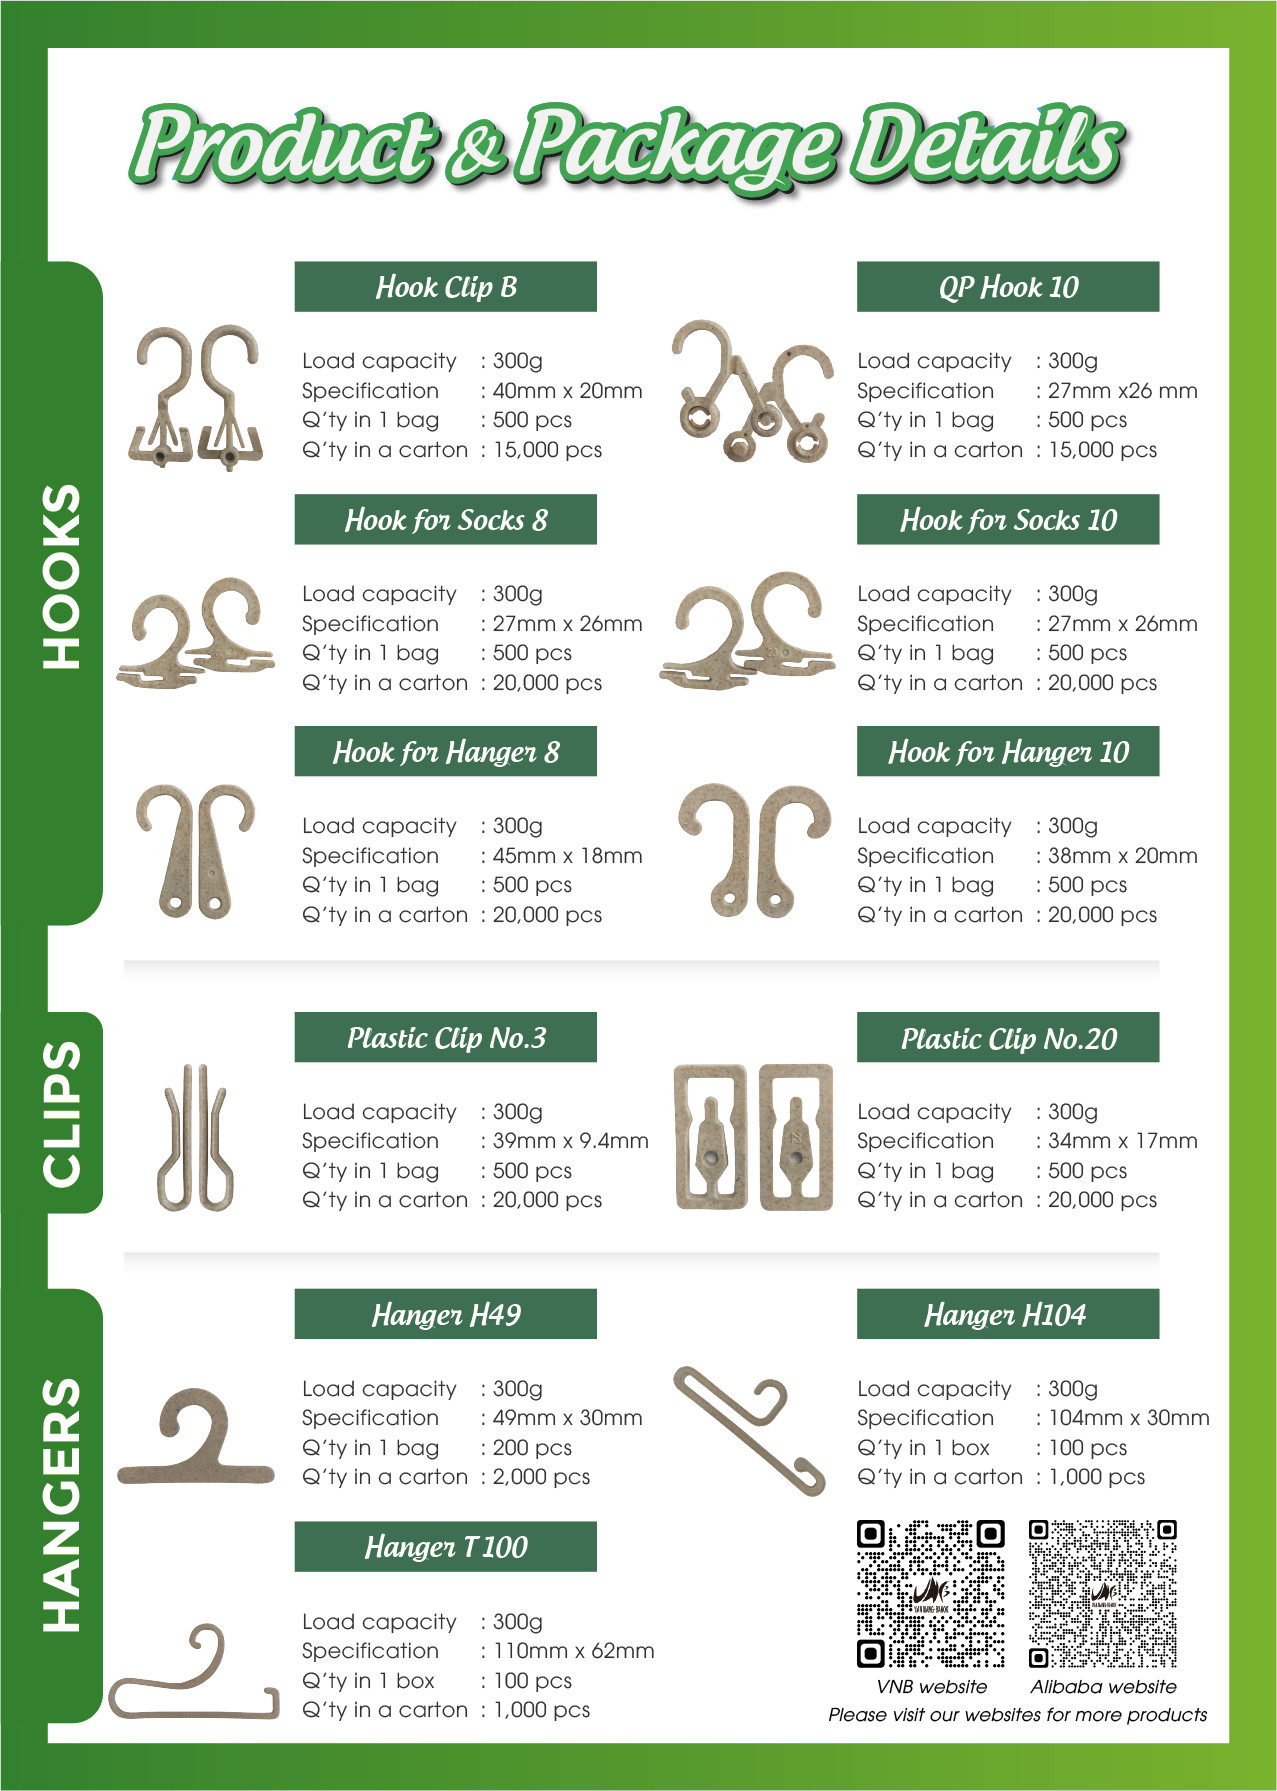 Product & Package Details
HOOKS
Hook Clip B
Load capacity : 300g
Specification : 40mm x 20mm
Q'ty in 1 bag : 500 pcs
Q'ty in a carton : 15,000 pcs
QP Hook 10
Load capacity : 300g
Specification : 27mm x26 mm
Q'ty in 1 bag : 500 pcs
Q'ty in a carton : 15,000 pcs
Hook for Socks 8
Load capacity : 300g
Specification : 27mm x 26mm
Q'ty in 1 bag : 500 pcs
Q'ty in a carton : 20,000 pcs
Hook for Socks 10
Load capacity : 300g
Specification : 27mm x 26mm
Q'ty in 1 bag : 500 pcs
Q'ty in a carton : 20,000 pcs
Hook for Hanger 8
Load capacity : 300g
Specification : 45mm x 18mm
Q'ty in 1 bag : 500 pcs
Q'ty in a carton : 20,000 pcs
Hook for Hanger 10
Load capacity : 300g
Specification : 38mm x 20mm
Q'ty in 1 bag : 500 pcs
Q'ty in a carton : 20,000 pcs
CLIPS
Plastic Clip No.3
Load capacity : 300g
Specification : 39mm x 9.4mm
Q'ty in 1 bag : 500 pcs
Q'ty in a carton : 20,000 pcs
Plastic Clip No.20
Load capacity : 300g
Specification : 34mm x 17mm
Q'ty in 1 bag : 500 pcs
Q'ty in a carton : 20,000 pcs
HANGERS
Hanger H49
Load capacity : 300g
Specification : 49mm x 30mm
Q'ty in 1 bag : 200 pcs
Q'ty in a carton : 2,000 pcs
Hanger H104
Load capacity : 300g
Specification : 104mm x 30mm
Q'ty in 1 box : 100 pcs
Q'ty in a carton : 1,000 pcs
Hanger T 100
Load capacity : 300g
Specification : 110mm x 62mm
Q'ty in 1 box : 100 pcs
Q'ty in a carton : 1,000 pcs
VNB website
Alibaba website
Please visit our websites for more products